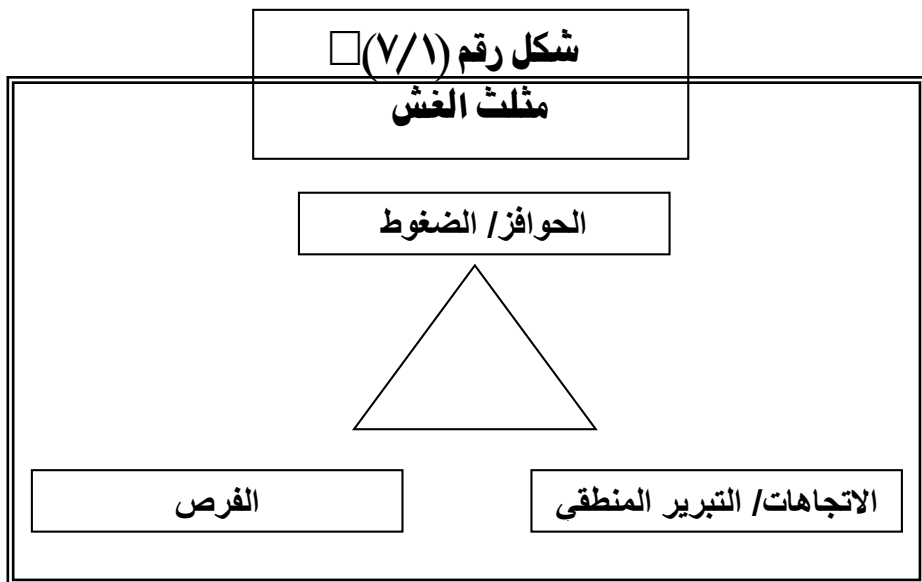 شكل رقم (٧/١)
مثلث الغش
الحوافز/ الضغوط
الاتجاهات/ التبرير المنطقي
الفرص